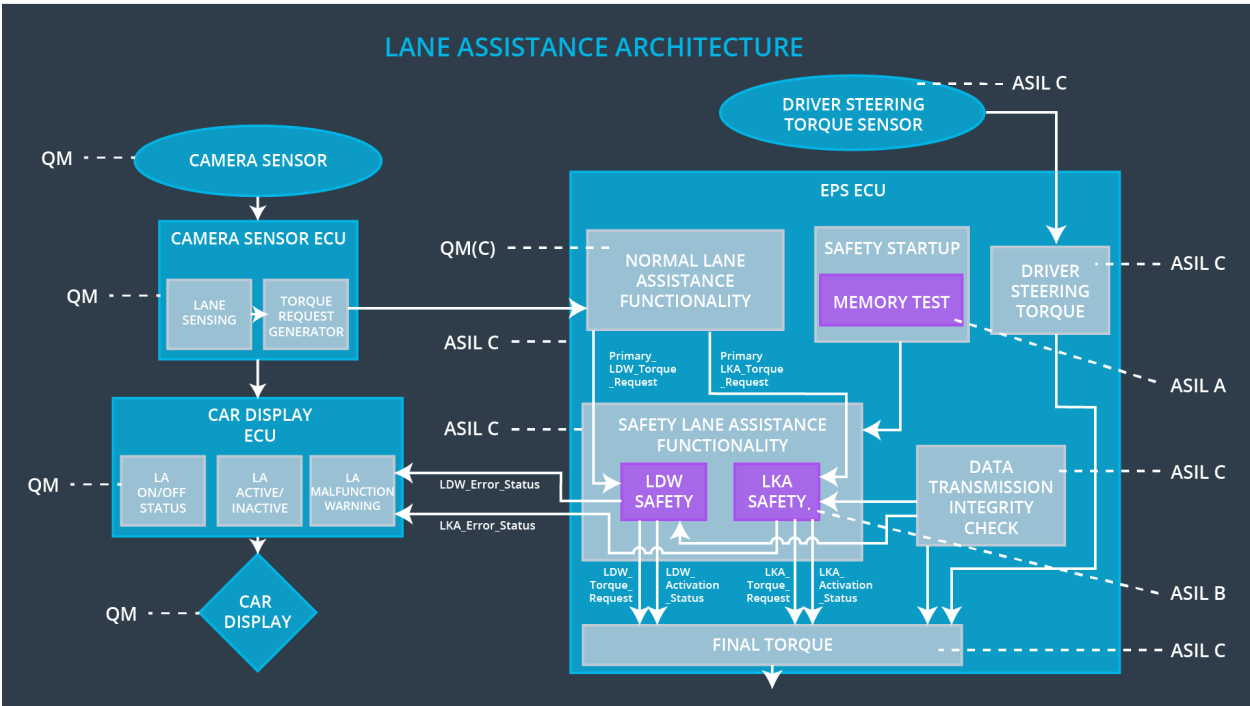 LANE ASSISTANCE ARCHITECTURE
ASIL C
DRIVER STEERING
TORQUE SENSOR
QM
CAMERA SENSOR
EPS ECU
CAMERA SENSOR ECU
QM(C)
NORMAL LANE
ASSISTANCE
FUNCTIONALITY
SAFETY STARTUP
MEMORY TEST
DRIVER
STEERING
TORQUE
ASIL C
QM
LANE
SENSING
TORQUE
REQUEST
GENERATOR
ASIL C
Primary_
LDW_Torque
_Request
Primary
LKA_Torque
_Request
ASIL A
CAR DISPLAY
ECU
ASIL C
SAFETY LANE ASSISTANCE
FUNCTIONALITY
QM
LA
ON/OFF
STATUS
LA
ACTIVE/
INACTIVE
LA
MALFUNCTION
WARNING
LDW_Error_Status
LKA_Error_Status
LDW
SAFETY
LKA
SAFETY
DATA
TRANSMISSION
INTEGRITY
CHECK
ASIL C
LDW_
Torque_
Request
LDW_
Activation
_Status
LKA_
Torque_
Request
LKA_
Activation
_Status
ASIL B
QM
CAR
DISPLAY
FINAL TORQUE
ASIL C